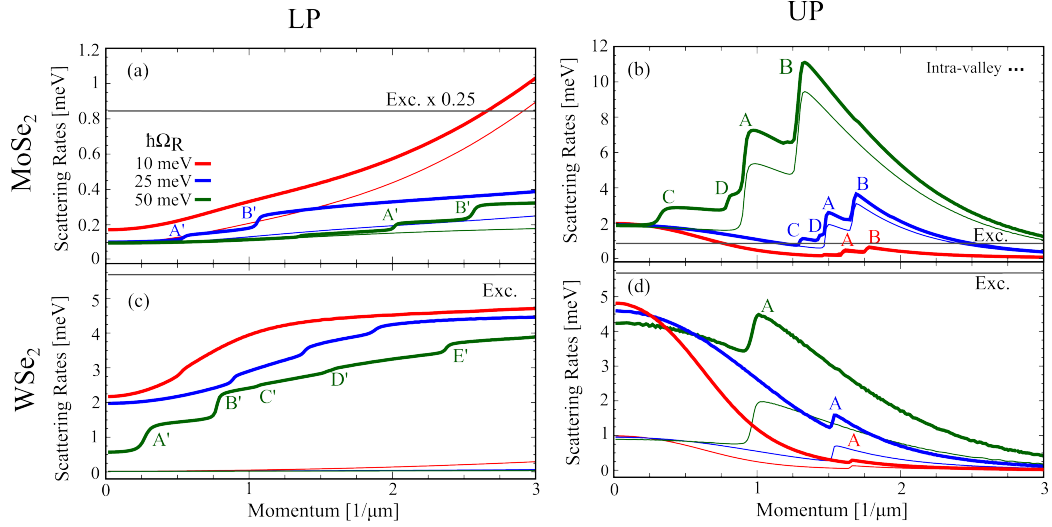 LP
UP
MoSe2
WSe2
Scattering Rates [meV]
1.2
1
0.8
0.6
0.4
0.2
0
(a)
Exc. x 0.25
ħΩR
10 meV
25 meV
50 meV
A'
B'
A'
B'
Scattering Rates [meV]
12
10
8
6
4
2
0
(b)
Intra-valley
B
A
C
D
C
D
A
B
A
B
Exc.
Scattering Rates [meV]
5
4
3
2
1
0
(c)
Exc.
A'
B'
C'
D'
E'
0
1
2
3
Momentum [1/μm]
Scattering Rates [meV]
5
4
3
2
1
0
(d)
Exc.
A
A
A
0
1
2
3
Momentum [1/μm]